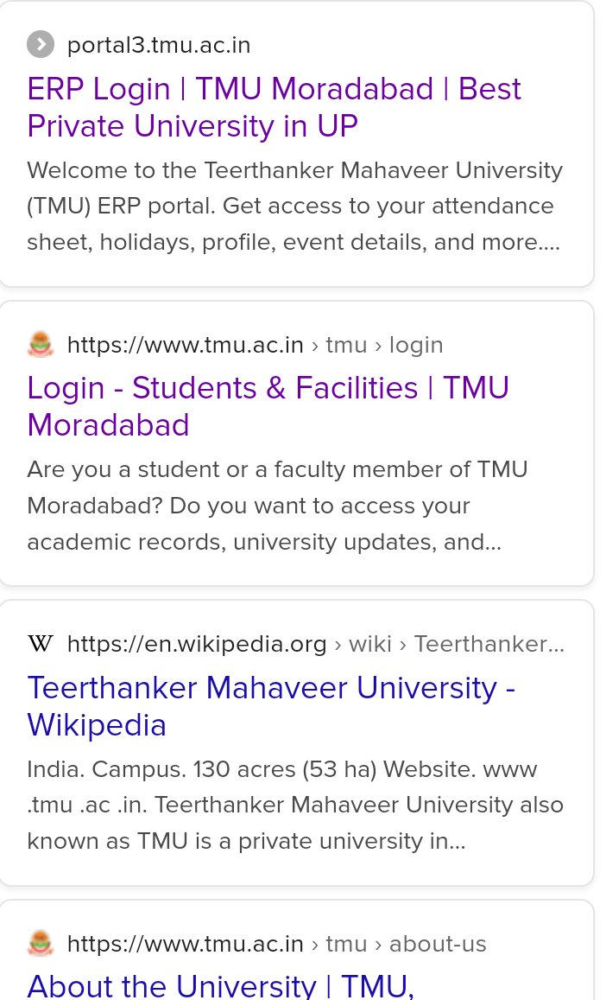 portal3.tmu.ac.in
ERP Login | TMU Moradabad | Best
Private University in UP
Welcome to the Teerthanker Mahaveer University
(TMU) ERP portal. Get access to your attendance
sheet, holidays, profile, event details, and more....
https://www.tmu.ac.in › tmu › login
Login - Students & Facilities | TMU
Moradabad
Are you a student or a faculty member of TMU
Moradabad? Do you want to access your
academic records, university updates, and...
W https://en.wikipedia.org › wiki › Teerthanker...
Teerthanker Mahaveer University -
Wikipedia
India. Campus. 130 acres (53 ha) Website. www
.tmu .ac .in. Teerthanker Mahaveer University also
known as TMU is a private university in...
https://www.tmu.ac.in › tmu › about-us
About the University | TMU,